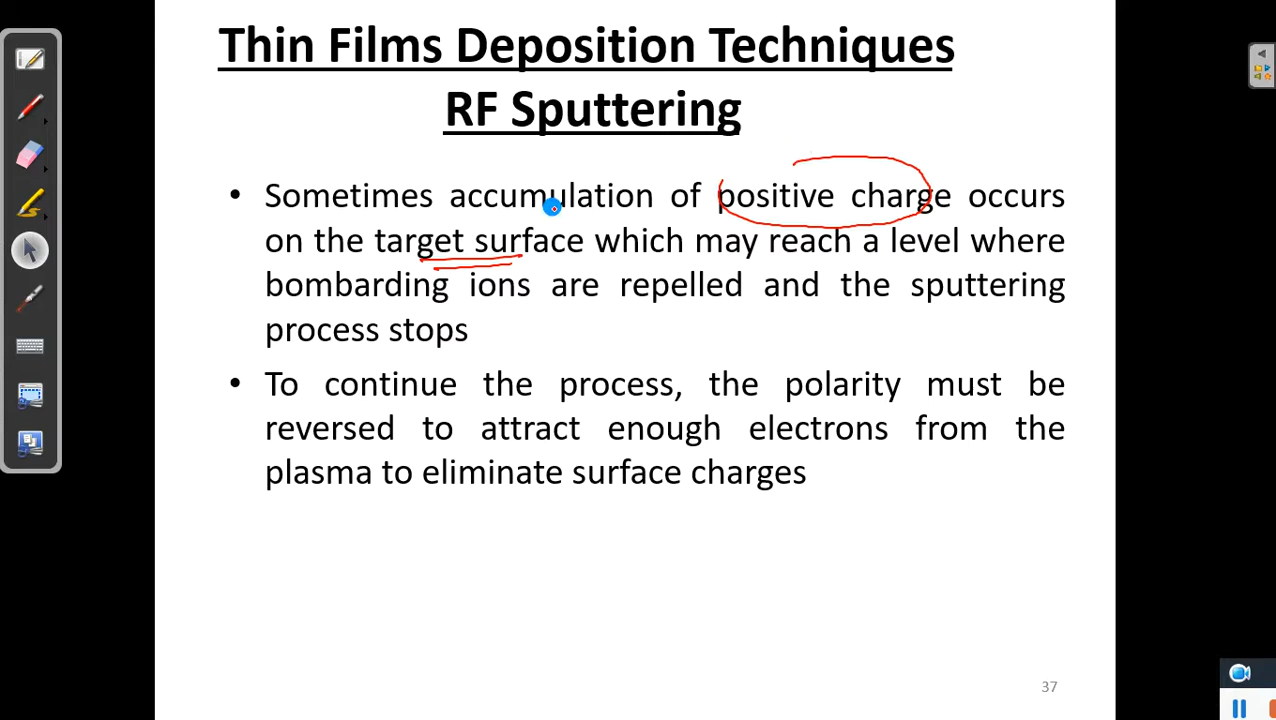 Thin Films Deposition Techniques
RF Sputtering
• Sometimes accumulation of positive charge occurs
on the target surface which may reach a level where
bombarding ions are repelled and the sputtering
process stops
• To continue the process, the polarity must be
reversed to attract enough electrons from the
plasma to eliminate surface charges
37